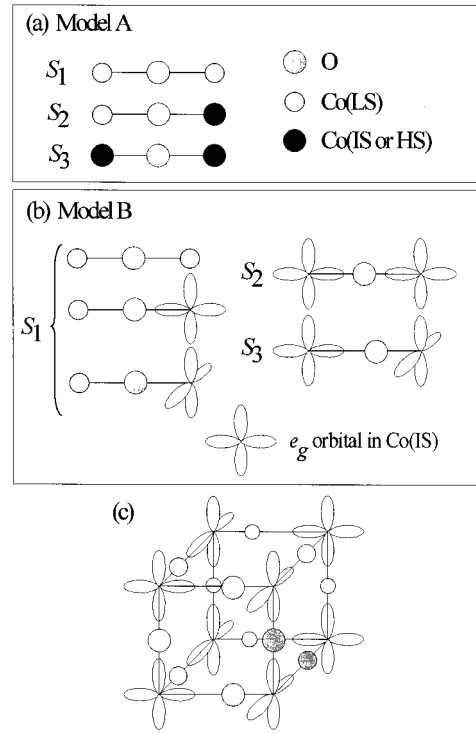 (a) Model A
S1
O
S2
Co(LS)
S3
Co(IS or HS)
(b) Model B
S1
S2
S3
eg orbital in Co(IS)
(c)